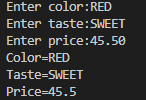 Enter color:RED
Enter taste:SWEET
Enter price:45.50
Color=RED
Taste=SWEET
Price=45.5